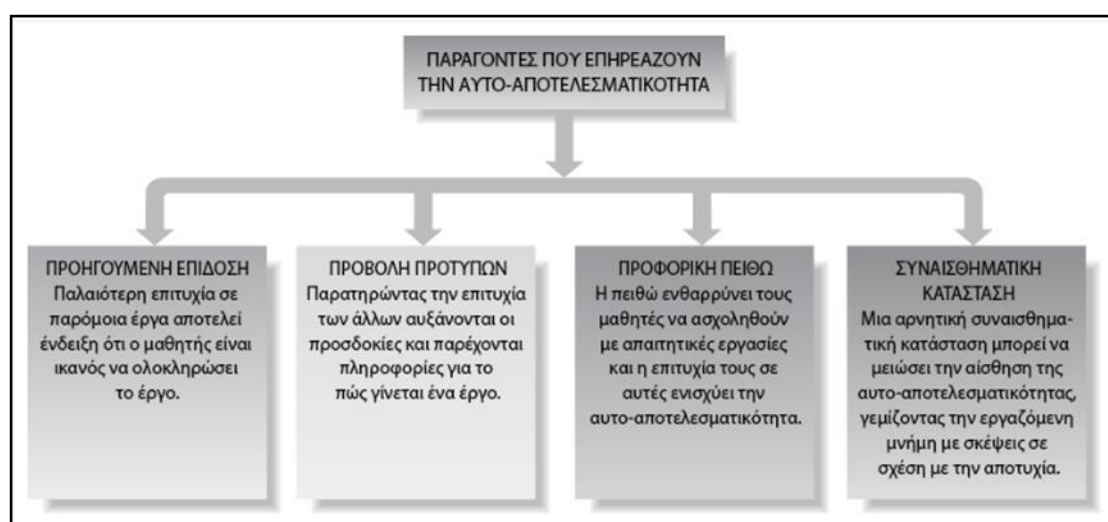 ΠΑΡΑΓΟΝΤΕΣ ΠΟΥ ΕΠΗΡΕΑΖΟΥΝ
ΤΗΝ ΑΥΤΟ-ΑΠΟΤΕΛΕΣΜΑΤΙΚΟΤΗΤΑ
ΠΡΟΗΓΟΥΜΕΝΗ ΕΠΙΔΟΣΗ
Παλαιότερη επιτυχία σε
παρόμοια έργα αποτελεί
ένδειξη ότι ο μαθητής είναι
ικανός να ολοκληρώσει
το έργο.
ΠΡΟΒΟΛΗ ΠΡΟΤΥΠΩΝ
Παρατηρώντας την επιτυχία
των άλλων αυξάνονται οι
προσδοκίες και παρέχονται
πληροφορίες για το
πώς γίνεται ένα έργο.
ΠΡΟΦΟΡΙΚΗ ΠΕΙΘΩ
Η πειθώ ενθαρρύνει τους
μαθητές να ασχοληθούν
με απαιτητικές εργασίες
και η επιτυχία τους σε
αυτές ενισχύει την
αυτο-αποτελεσματικότητα.
ΣΥΝΑΙΣΘΗΜΑΤΙΚΗ
ΚΑΤΑΣΤΑΣΗ
Μια αρνητική συναισθημα-
τική κατάσταση μπορεί να
μειώσει την αίσθηση της
αυτο-αποτελεσματικότητας,
γεμίζοντας την εργαζόμενη
μνήμη με σκέψεις σε
σχέση με την αποτυχία.